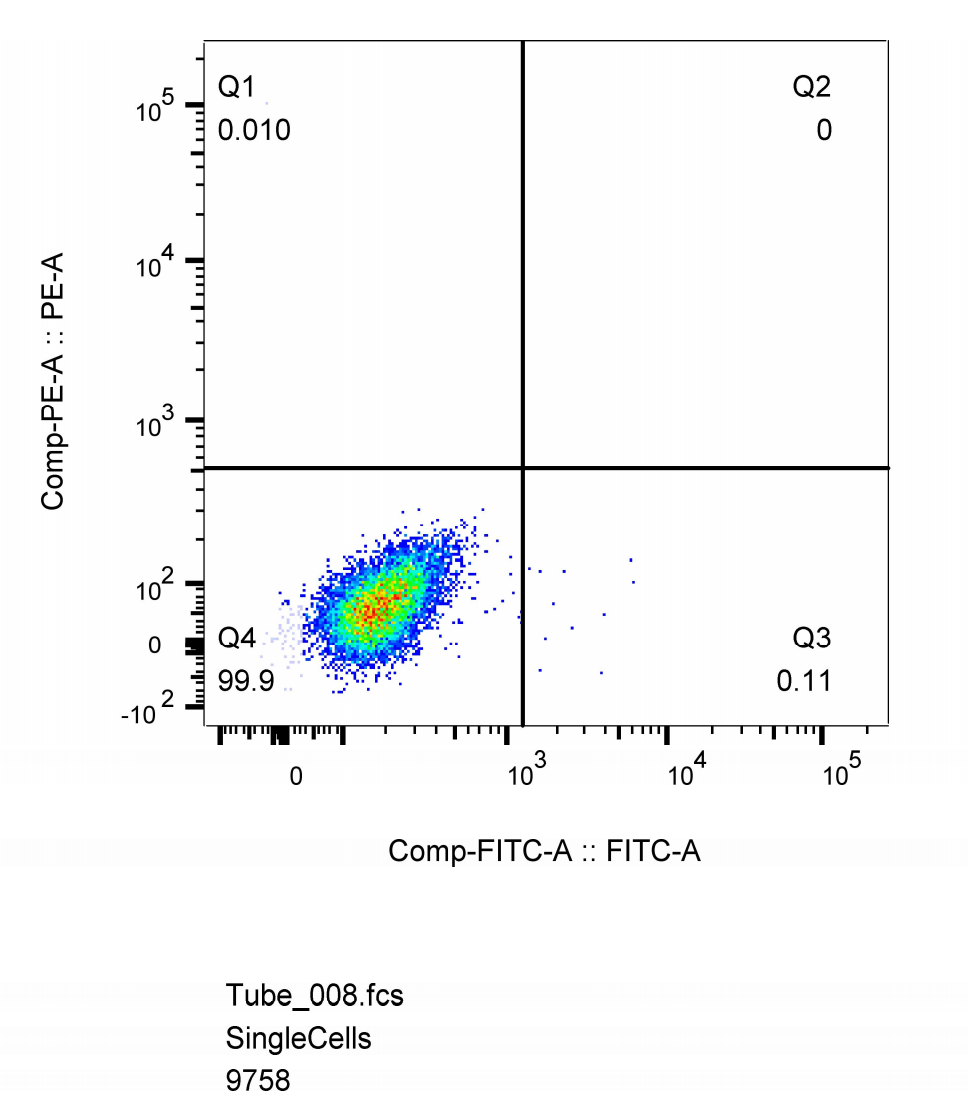 Q1
0.010
Q2
0
Q4
99.9
Q3
0.11
10^5
10^4
10^3
10^2
0
-10^2
Comp-PE-A :: PE-A
0
10^3
10^4
10^5
Comp-FITC-A :: FITC-A
Tube_008.fcs
SingleCells
9758